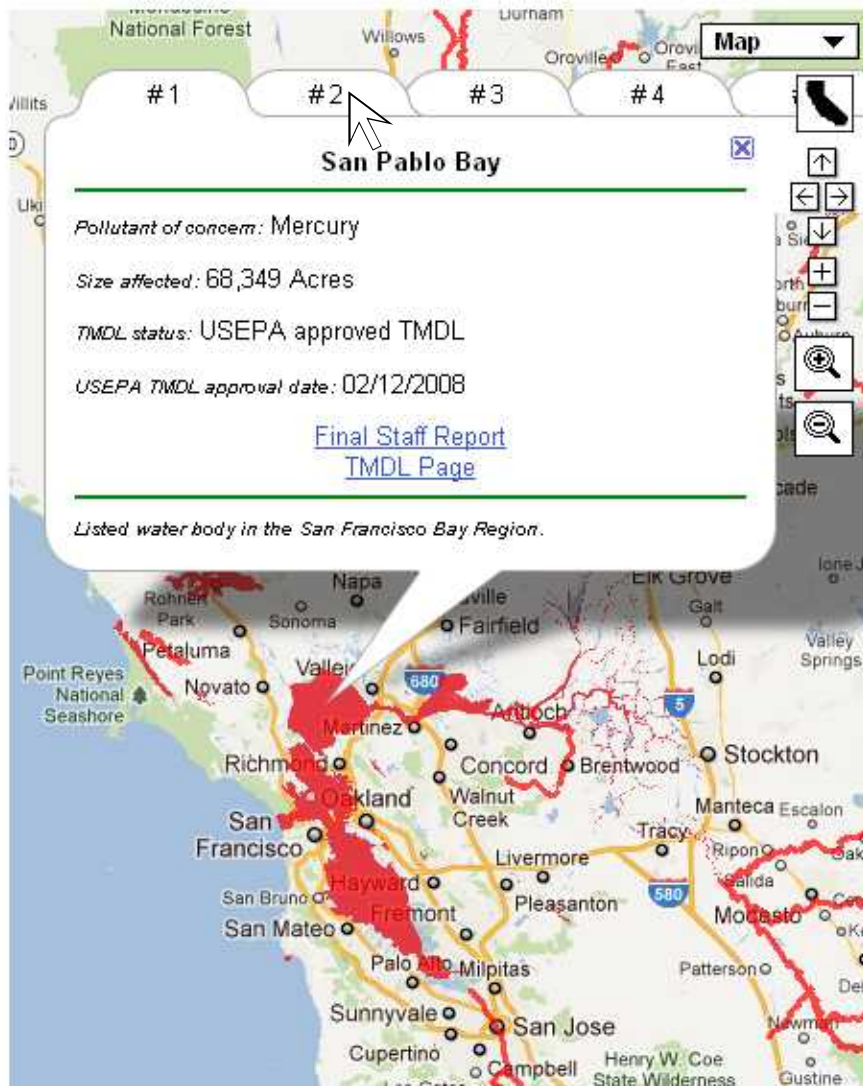 National Forest
Durham
Willows
Oroville
East
Map
#1
#2
#3
#4
San Pablo Bay
Pollutant of concern: Mercury
Size affected: 68,349 Acres
TMDL status: USEPA approved TMDL
USEPA TMDL approval date: 02/12/2008
Final Staff Report
TMDL Page
Listed water body in the San Francisco Bay Region.
Napa
Elk Grove
Rohnert
Park
Sonoma
Fairfield
Galt
Petaluma
Lodi
Valley
Springs
Point Reyes
National
Seashore
Novato
680
5
Martinez
Antioch
Richmond
Concord
Brentwood
Stockton
Oakland
Walnut
Creek
Manteca
Escalon
San
Francisco
Tracy
Ripon
Livermore
Salida
Hayward
580
San Bruno
Pleasanton
Fremont
Modesto
San Mateo
Palo Alto
Milpitas
Patterson
Sunnyvale
San Jose
Newman
Cupertino
Campbell
Henry W. Coe
State Wilderness
Gustine